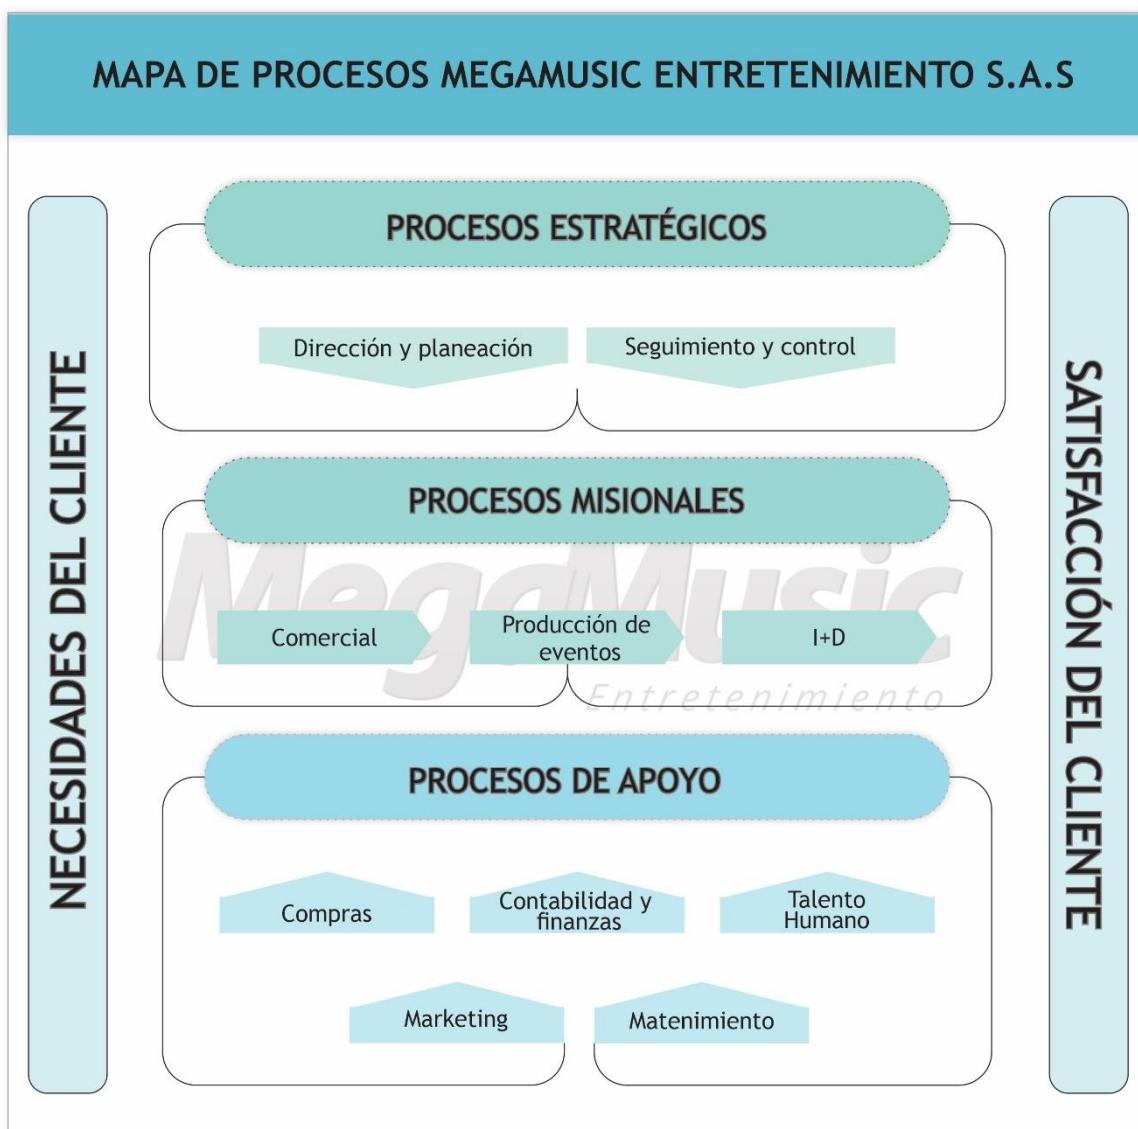 MAPA DE PROCESOS MEGAMUSIC ENTRETENIMIENTO S.A.S
NECESIDADES DEL CLIENTE
PROCESOS ESTRATÉGICOS
Dirección y planeación
Seguimiento y control
PROCESOS MISIONALES
MegaMusic
Entretenimiento
Comercial
Producción de
eventos
I+D
PROCESOS DE APOYO
Compras
Contabilidad y
finanzas
Talento
Humano
Marketing
Matenimiento
SATISFACCIÓN DEL CLIENTE